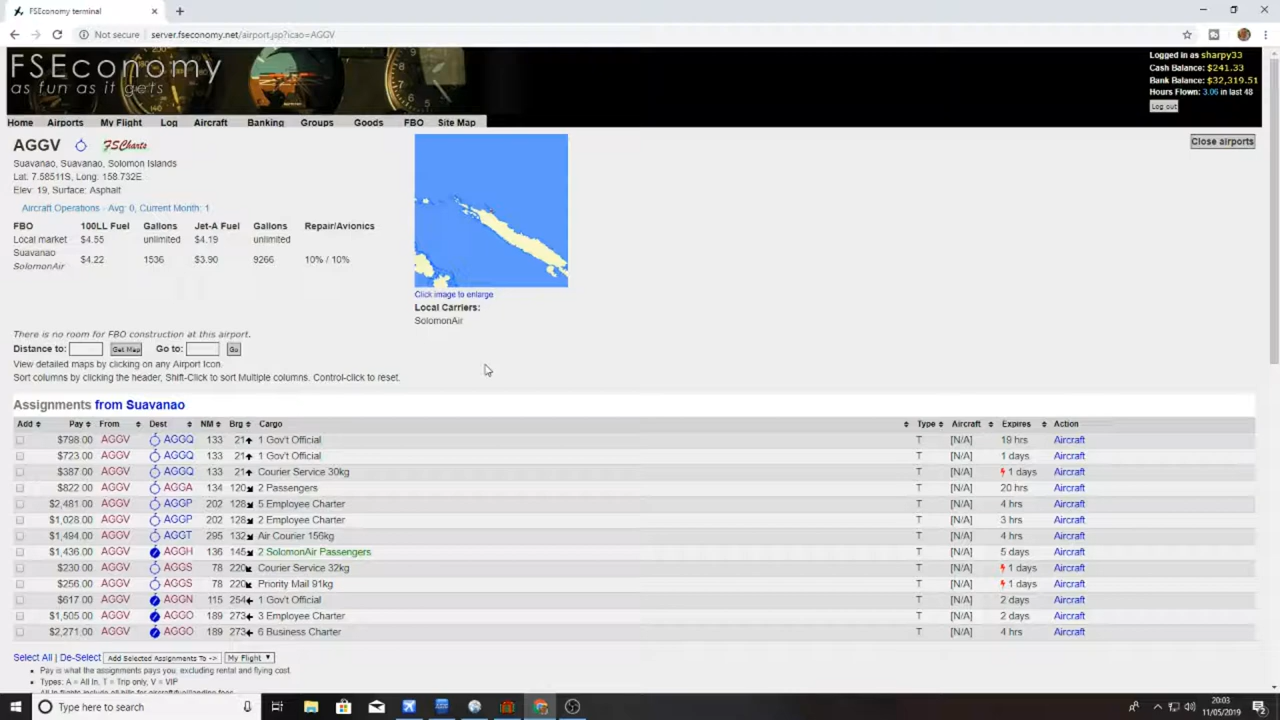 FSEconomy terminal
Not secure | server.fseconomy.net/airport.jsp?icao=AGGV
FSEconomy
as fun as it gets
Logged in as sharpy33
Cash Balance: $241.33
Bank Balance: $32,319.51
Hours Flown: 3.06 in last 48
Log out
Home Airports My Flight Log Aircraft Banking Groups Goods FBO Site Map
AGGV FSCharts
Close airports
Suavanao, Suavanao, Solomon Islands
Lat: 7.58511S, Long: 158.732E
Elev: 19, Surface: Asphalt
Aircraft Operations - Avg: 0, Current Month: 1
FBO 100LL Fuel Gallons Jet-A Fuel Gallons Repair/Avionics
Local market $4.55 unlimited $4.19 unlimited
Suavanao
SolomonAir $4.22 1536 $3.90 9266 10% / 10%
Click image to enlarge
Local Carriers:
SolomonAir
There is no room for FBO construction at this airport.
Distance to: Get Map Go to: Go
View detailed maps by clicking on any Airport Icon.
Sort columns by clicking the header, Shift-Click to sort Multiple columns. Control-click to reset.
Assignments from Suavanao
Add Pay From Dest NM Brg Cargo Type Aircraft Expires Action
$798.00 AGGV AGGQ 133 21 1 Gov't Official T [N/A] 19 hrs Aircraft
$723.00 AGGV AGGQ 133 21 1 Gov't Official T [N/A] 1 days Aircraft
$387.00 AGGV AGGQ 133 21 Courier Service 30kg T [N/A] 1 days Aircraft
$822.00 AGGV AGGA 134 120 2 Passengers T [N/A] 20 hrs Aircraft
$2,481.00 AGGV AGGP 202 128 5 Employee Charter T [N/A] 4 hrs Aircraft
$1,028.00 AGGV AGGP 202 128 2 Employee Charter T [N/A] 3 hrs Aircraft
$1,494.00 AGGV AGGT 295 132 Air Courier 156kg T [N/A] 4 hrs Aircraft
$1,436.00 AGGV AGGH 136 145 2 SolomonAir Passengers T [N/A] 5 days Aircraft
$230.00 AGGV AGGS 78 220 Courier Service 32kg T [N/A] 1 days Aircraft
$256.00 AGGV AGGS 78 220 Priority Mail 91kg T [N/A] 1 days Aircraft
$617.00 AGGV AGGN 115 254 1 Gov't Official T [N/A] 2 days Aircraft
$1,505.00 AGGV AGGO 189 273 3 Employee Charter T [N/A] 2 days Aircraft
$2,271.00 AGGV AGGO 189 273 6 Business Charter T [N/A] 4 hrs Aircraft
Select All | De-Select Add Selected Assignments To -> My Flight
Pay is what the assignments pays you, excluding rental and flying cost.
Types: A = All In, T = Trip only, V = VIP
All in flights include all bills for aircraft/fuel/landing fees
Type here to search
20:03
11/05/2019
2